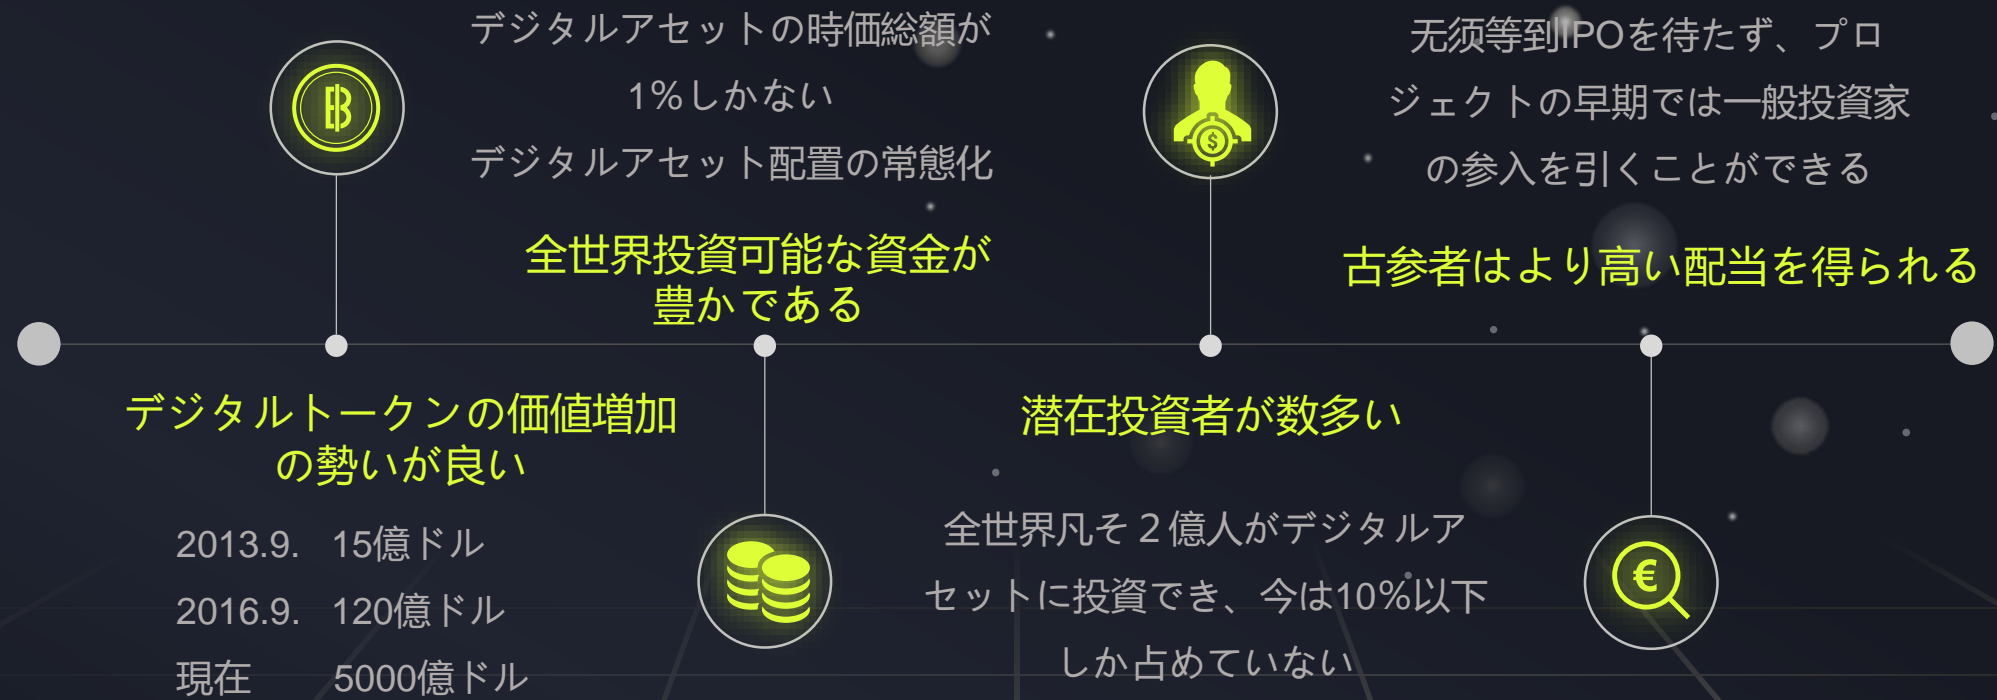 デジタルトークンの価値増加
の勢いが良い
2013.9. 15億ドル
2016.9. 120億ドル
現在 5000億ドル
デジタルアセットの時価総額が
1%しかない
デジタルアセット配置の常態化
全世界投資可能な資金が
豊かである
潜在投資者が数多い
全世界凡そ２億人がデジタルア
セットに投資でき、今は10%以下
しか占めていない
无须等到IPOを待たず、プロ
ジェクトの早期では一般投資家
の参入を引くことができる
古参者はより高い配当を得られる